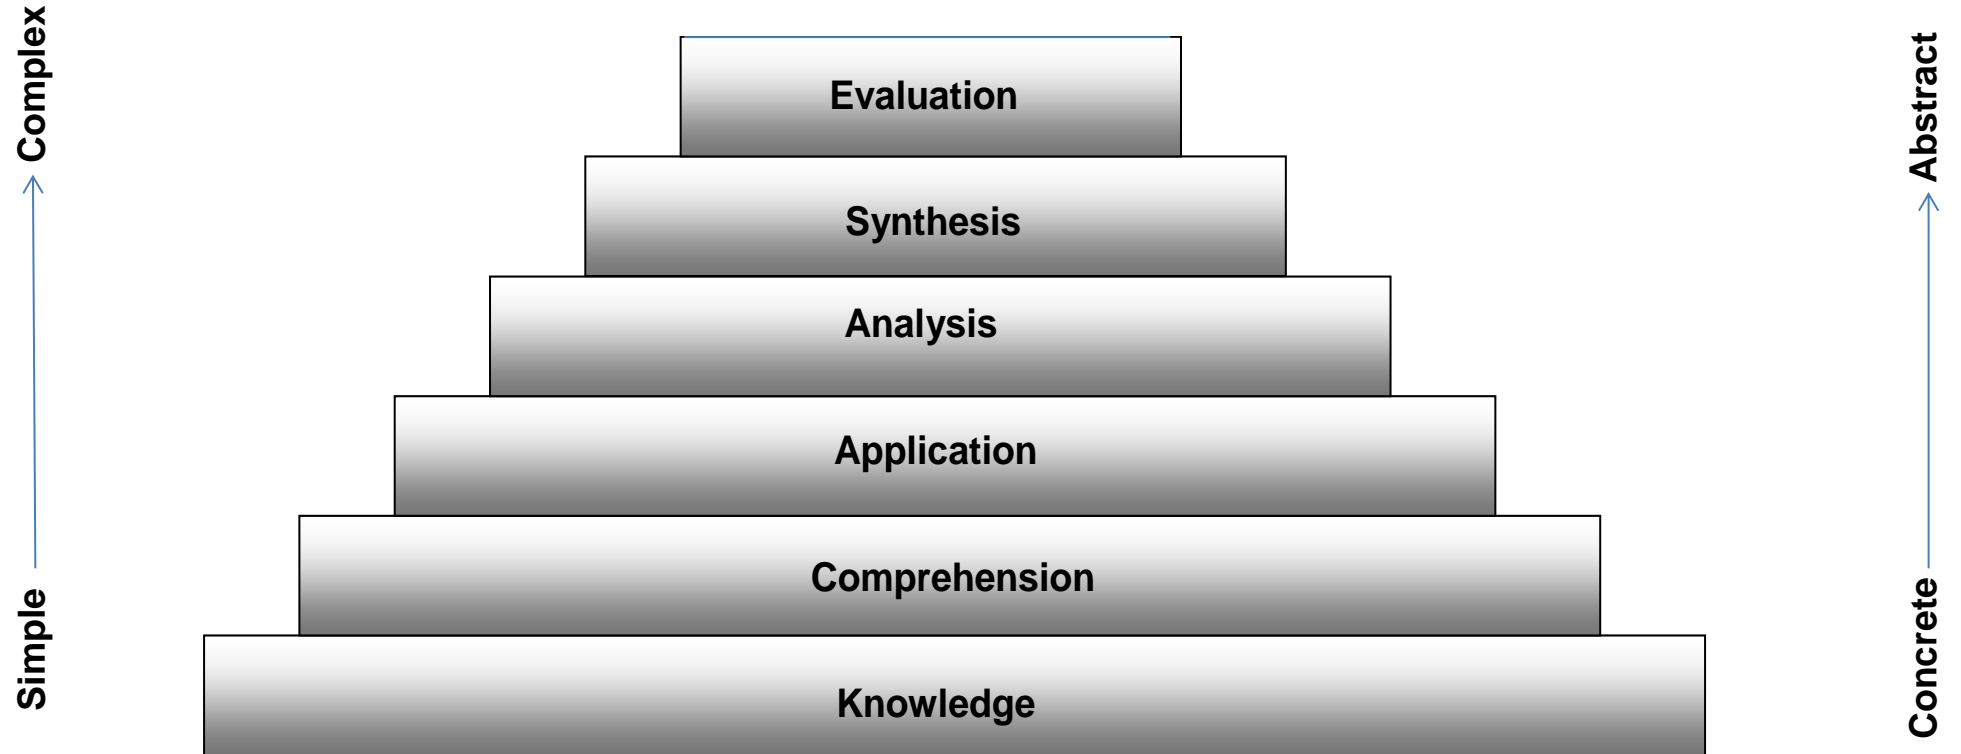 Complex
Abstract
Evaluation
Synthesis
Analysis
Application
Comprehension
Simple
Concrete
Knowledge